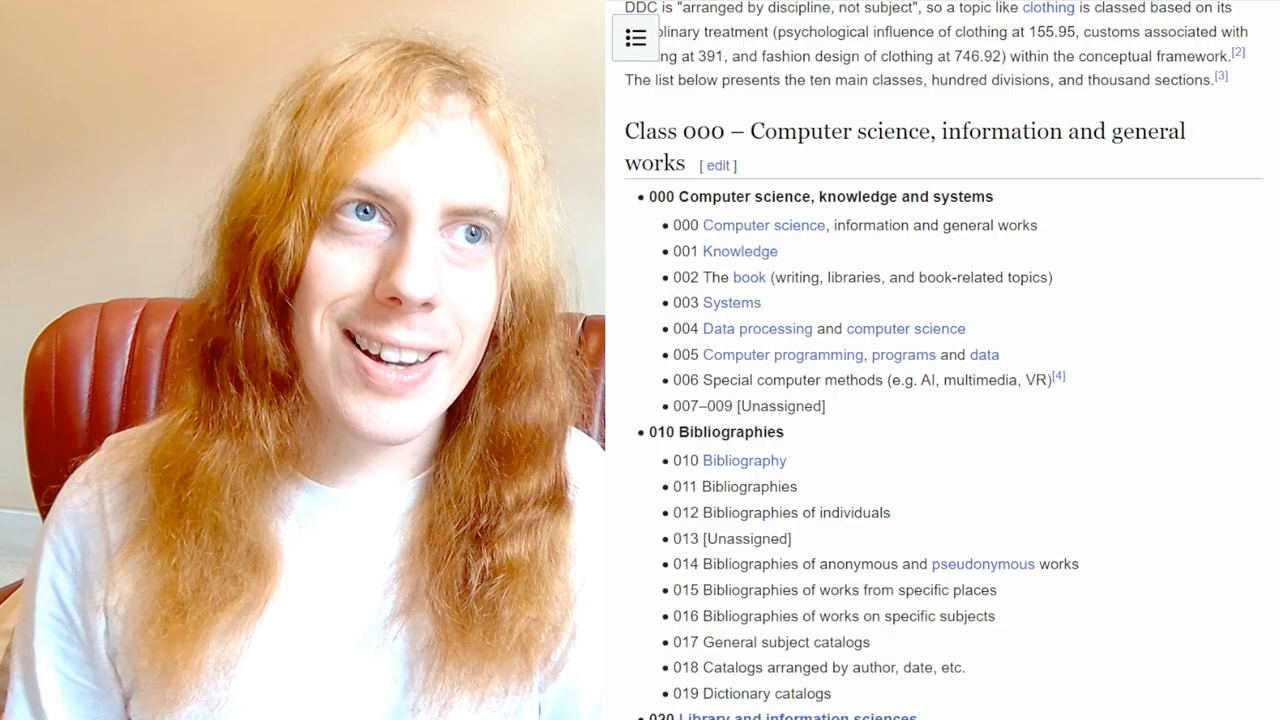 DDC is "arranged by discipline, not subject", so a topic like clothing is classed based on its
plinary treatment (psychological influence of clothing at 155.95, customs associated with
ng at 391, and fashion design of clothing at 746.92) within the conceptual framework.[2]
The list below presents the ten main classes, hundred divisions, and thousand sections.[3]
Class 000 – Computer science, information and general
works [ edit ]
• 000 Computer science, knowledge and systems
• 000 Computer science, information and general works
• 001 Knowledge
• 002 The book (writing, libraries, and book-related topics)
• 003 Systems
• 004 Data processing and computer science
• 005 Computer programming, programs and data
• 006 Special computer methods (e.g. AI, multimedia, VR)[4]
• 007–009 [Unassigned]
• 010 Bibliographies
• 010 Bibliography
• 011 Bibliographies
• 012 Bibliographies of individuals
• 013 [Unassigned]
• 014 Bibliographies of anonymous and pseudonymous works
• 015 Bibliographies of works from specific places
• 016 Bibliographies of works on specific subjects
• 017 General subject catalogs
• 018 Catalogs arranged by author, date, etc.
• 019 Dictionary catalogs
• 020 Library and information sciences